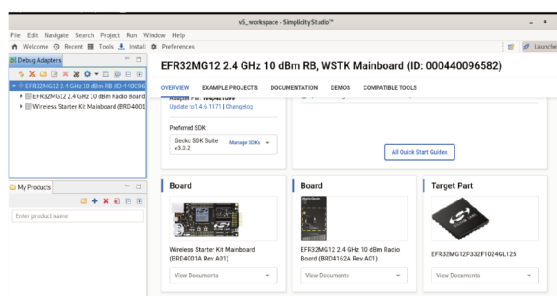 v5_workspace - SimplicityStudio™
File Edit Navigate Search Project Run Window Help
Welcome Recent Tools Install Preferences
Launcher
Debug Adapters
EFR32MG12 2.4 GHz 10 dBm RB
EFR32MG12 2.4 GHz 10 dBm Radio Board
Wireless Starter Kit Mainboard (BRD4001
My Products
Enter product name
EFR32MG12 2.4 GHz 10 dBm RB, WSTK Mainboard (ID: 000440096582)
OVERVIEW EXAMPLE PROJECTS DOCUMENTATION DEMOS COMPATIBLE TOOLS
Update to 1.4.6.1171 | Changelog
Preferred SDK:
Gecko SDK Suite
Manage SDKs
All Quick Start Guides
Board
Wireless Starter Kit Mainboard
(BRD4001A Rev A01)
View Documents
Board
EFR32MG12 2.4 GHz 10 dBm Radio
Board (BRD4162A Rev A01)
View Documents
Target Part
EFR32MG12P332F1024GL125
View Documents